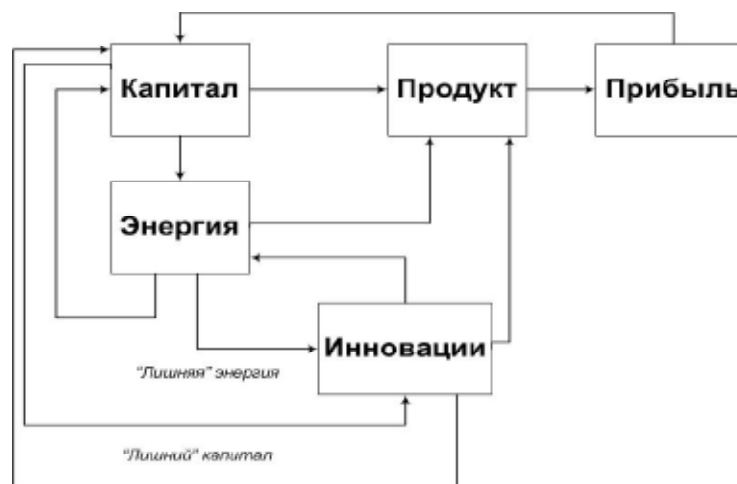 Капитал
Продукт
Прибыль
Энергия
Инновации
"Лишняя" энергия
"Лишний" капитал